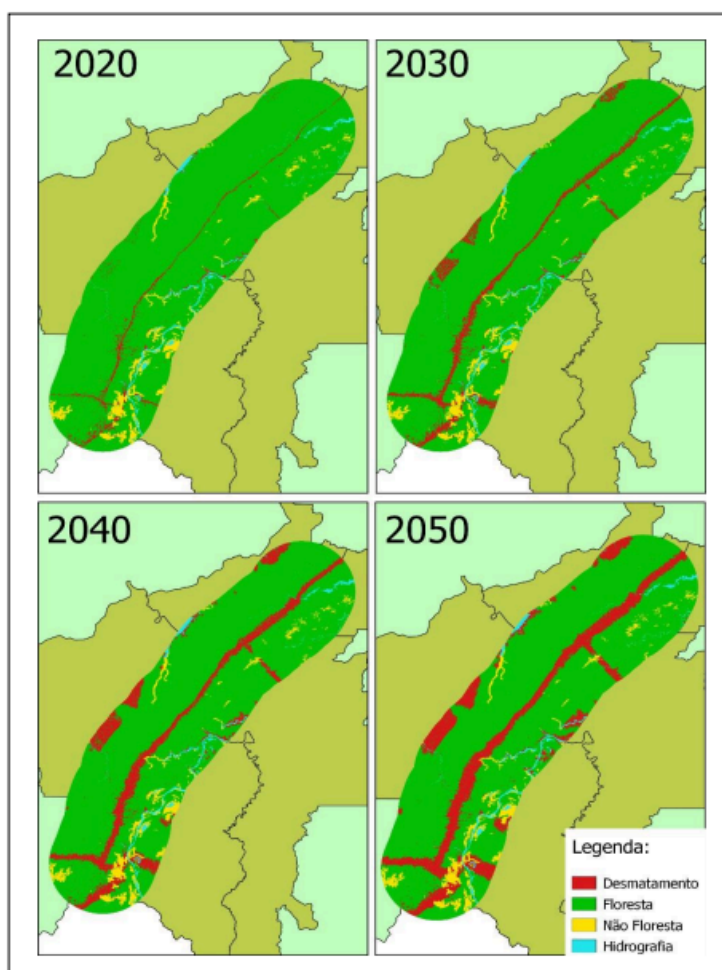 2020
2030
2040
2050
Legenda:
Desmatamento
Floresta
Não Floresta
Hidrografia